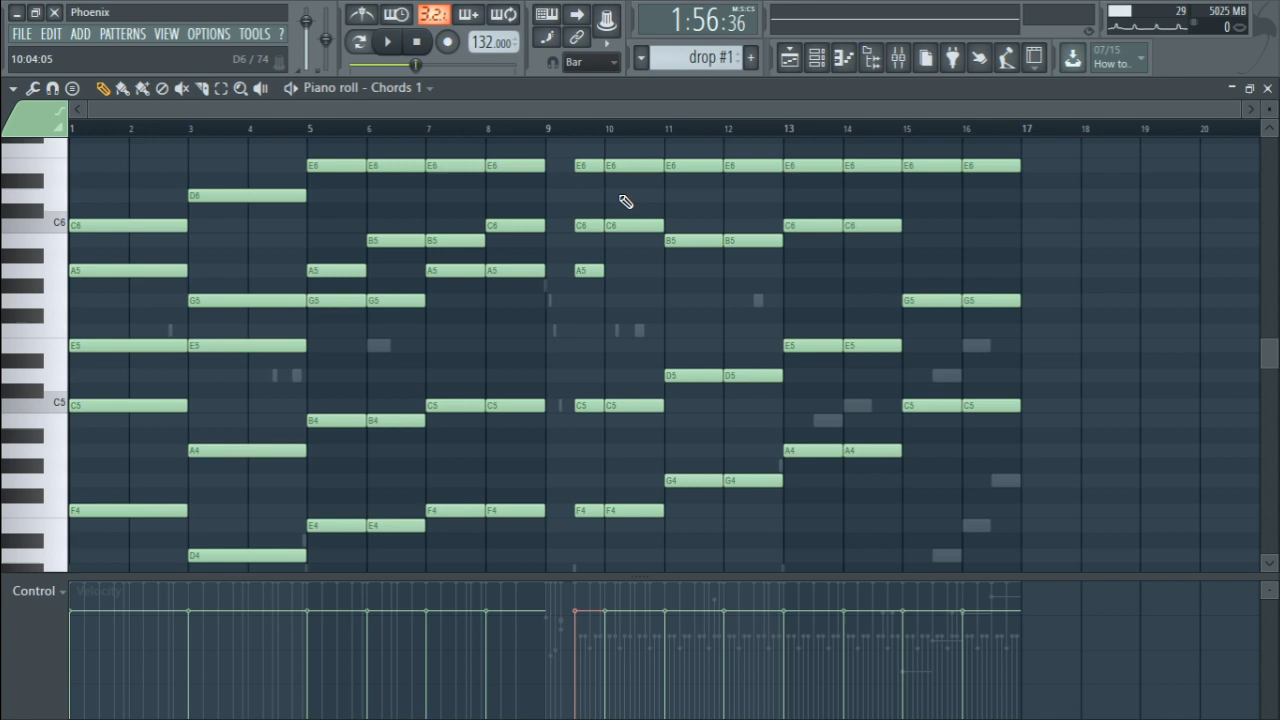 Phoenix
FILE EDIT ADD PATTERNS VIEW OPTIONS TOOLS ?
10:04:05 D6 / 74
3.2.
132.000
Bar
1:56:36
M:S:CS
drop #1
29 5025 MB
0
07/15
How to..
Piano roll - Chords 1
1 2 3 4 5 6 7 8 9 10 11 12 13 14 15 16 17 18 19 20
E6 E6 E6 E6 E6 E6 E6 E6 E6 E6 E6 E6
D6
C6 C6 C6 C6 C6 C6 C6
B5 B5 B5 B5
A5 A5 A5 A5 A5
G5 G5 G5 G5 G5
E5 E5 E5 E5
D5 D5
C5 C5 C5 C5 C5 C5 C5 C5
B4 B4
A4 A4 A4
G4 G4
F4 F4 F4 F4 F4
E4 E4
D4
Control Velocity